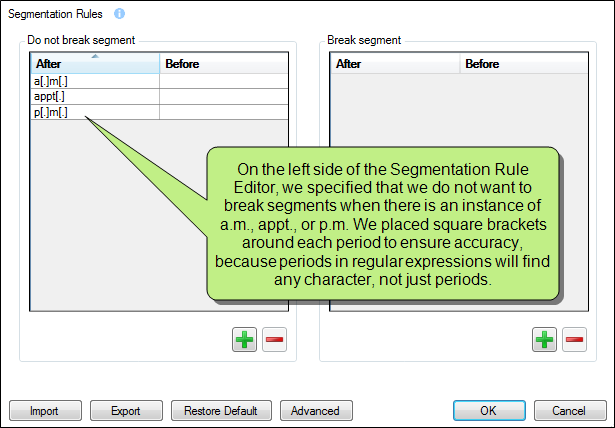 Segmentation Rules
Do not break segment
After Before
a[.]m[.]
appt[.]
p[.]m[.]
Break segment
After Before
On the left side of the Segmentation Rule
Editor, we specified that we do not want to
break segments when there is an instance of
a.m., appt., or p.m. We placed square brackets
around each period to ensure accuracy,
because periods in regular expressions will find
any character, not just periods.
Import Export Restore Default Advanced OK Cancel